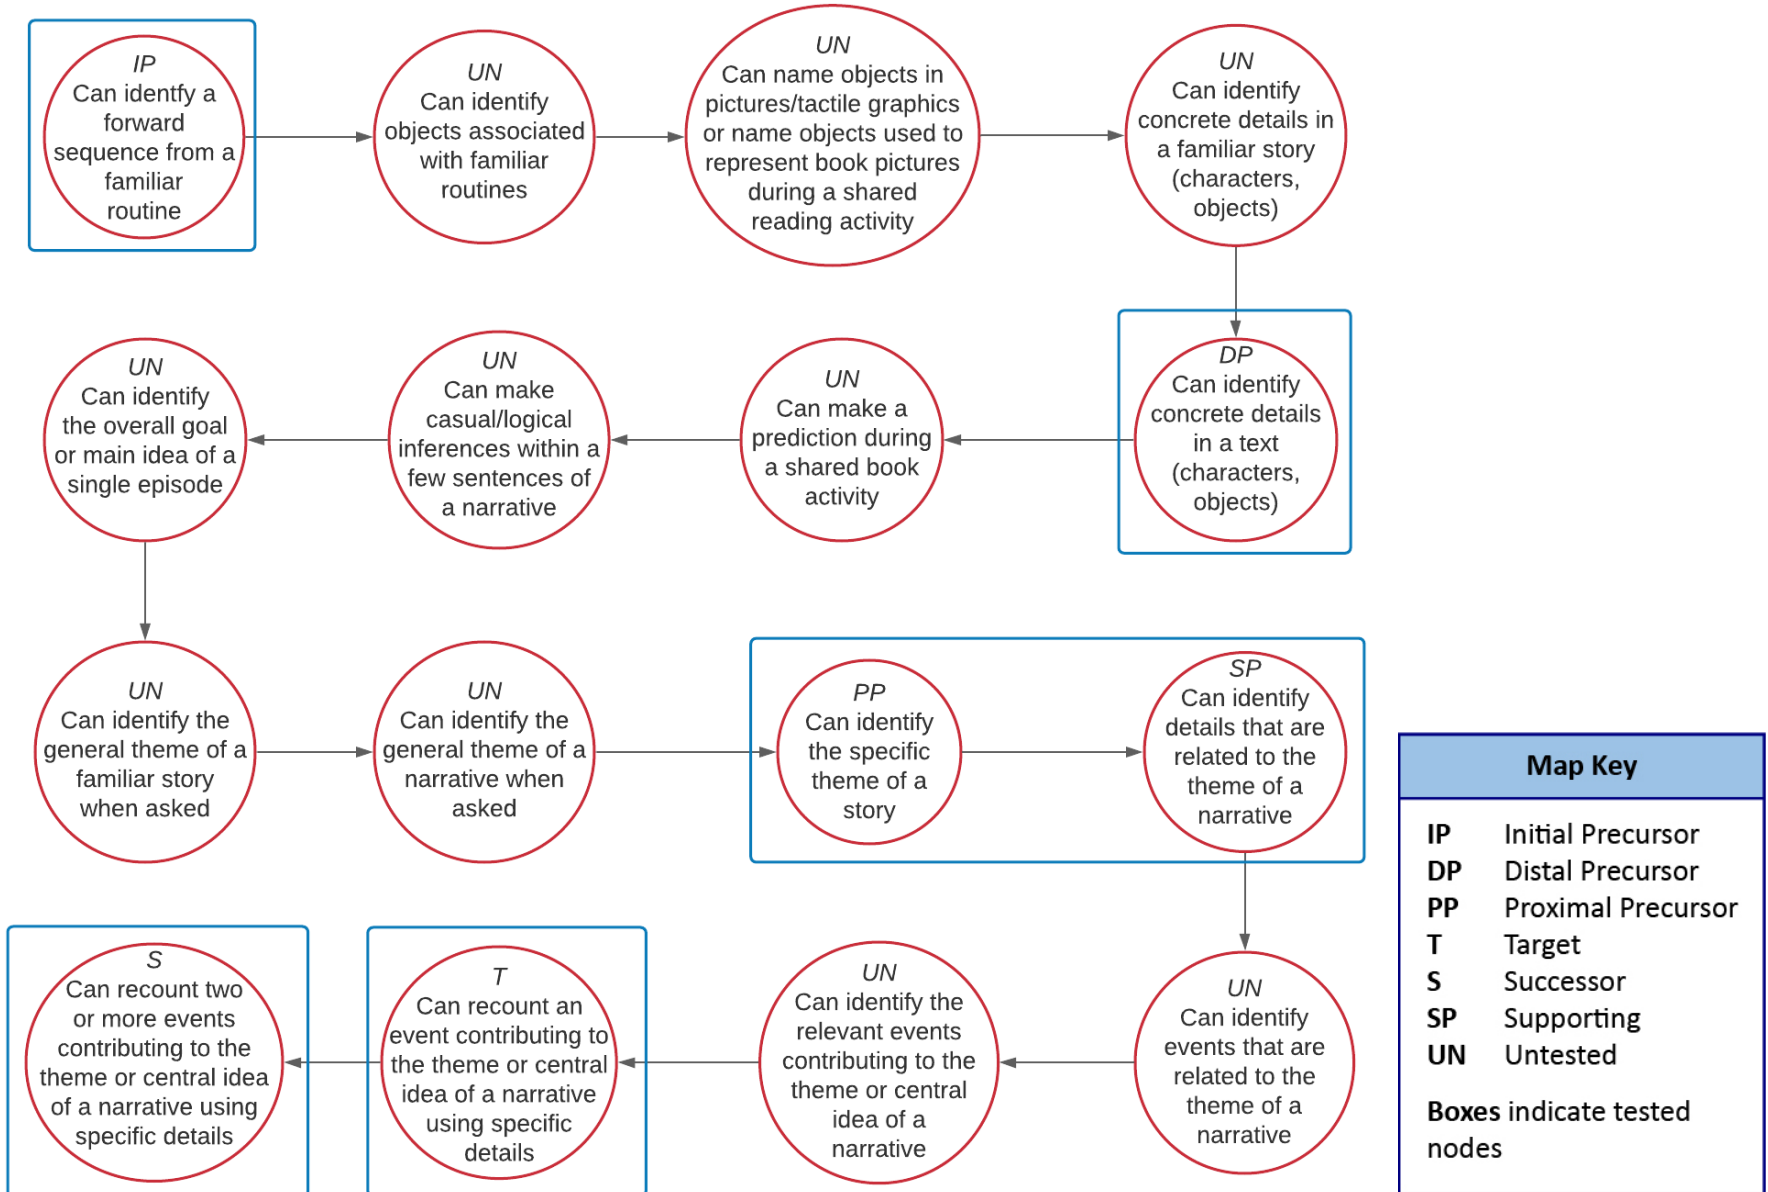 IP
Can identfy a
forward
sequence from a
familiar
routine
UN
Can identify
objects associated
with familiar
routines
UN
Can name objects in
pictures/tactile graphics
or name objects used to
represent book pictures
during a shared
reading activity
UN
Can identify
concrete details in
a familiar story
(characters,
objects)
DP
Can identify
concrete details
in a text
(characters,
objects)
UN
Can make a
prediction during
a shared book
activity
UN
Can make
casual/logical
inferences within a
few sentences of
a narrative
UN
Can identify
the overall goal
or main idea of a
single episode
UN
Can identify the
general theme of a
familiar story
when asked
UN
Can identify the
general theme of a
narrative when
asked
PP
Can identify
the specific
theme of a
story
SP
Can identify
details that are
related to the
theme of a
narrative
UN
Can identify
events that are
related to the
theme of a
narrative
UN
Can identify the
relevant events
contributing to the
theme or central
idea of a
narrative
T
Can recount an
event contributing to
the theme or central
idea of a narrative
using specific
details
S
Can recount two
or more events
contributing to the
theme or central idea
of a narrative using
specific details
Map Key
IP Initial Precursor
DP Distal Precursor
PP Proximal Precursor
T Target
S Successor
SP Supporting
UN Untested
Boxes indicate tested
nodes